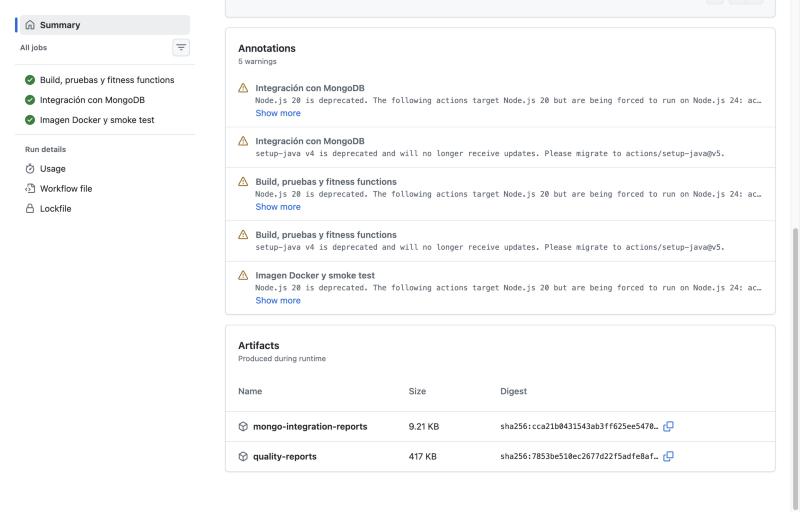 Summary
All jobs
Build, pruebas y fitness functions
Integración con MongoDB
Imagen Docker y smoke test
Run details
Usage
Workflow file
Lockfile
Annotations
5 warnings
Integración con MongoDB
Node.js 20 is deprecated. The following actions target Node.js 20 but are being forced to run on Node.js 24: ac…
Show more
Integración con MongoDB
setup-java v4 is deprecated and will no longer receive updates. Please migrate to actions/setup-java@v5.
Build, pruebas y fitness functions
Node.js 20 is deprecated. The following actions target Node.js 20 but are being forced to run on Node.js 24: ac…
Show more
Build, pruebas y fitness functions
setup-java v4 is deprecated and will no longer receive updates. Please migrate to actions/setup-java@v5.
Imagen Docker y smoke test
Node.js 20 is deprecated. The following actions target Node.js 20 but are being forced to run on Node.js 24: ac…
Show more
Artifacts
Produced during runtime
Name Size Digest
mongo-integration-reports 9.21 KB sha256:cca21b0431543ab3ff625ee5470…
quality-reports 417 KB sha256:7853be510ec2677d22f5adfe8af…